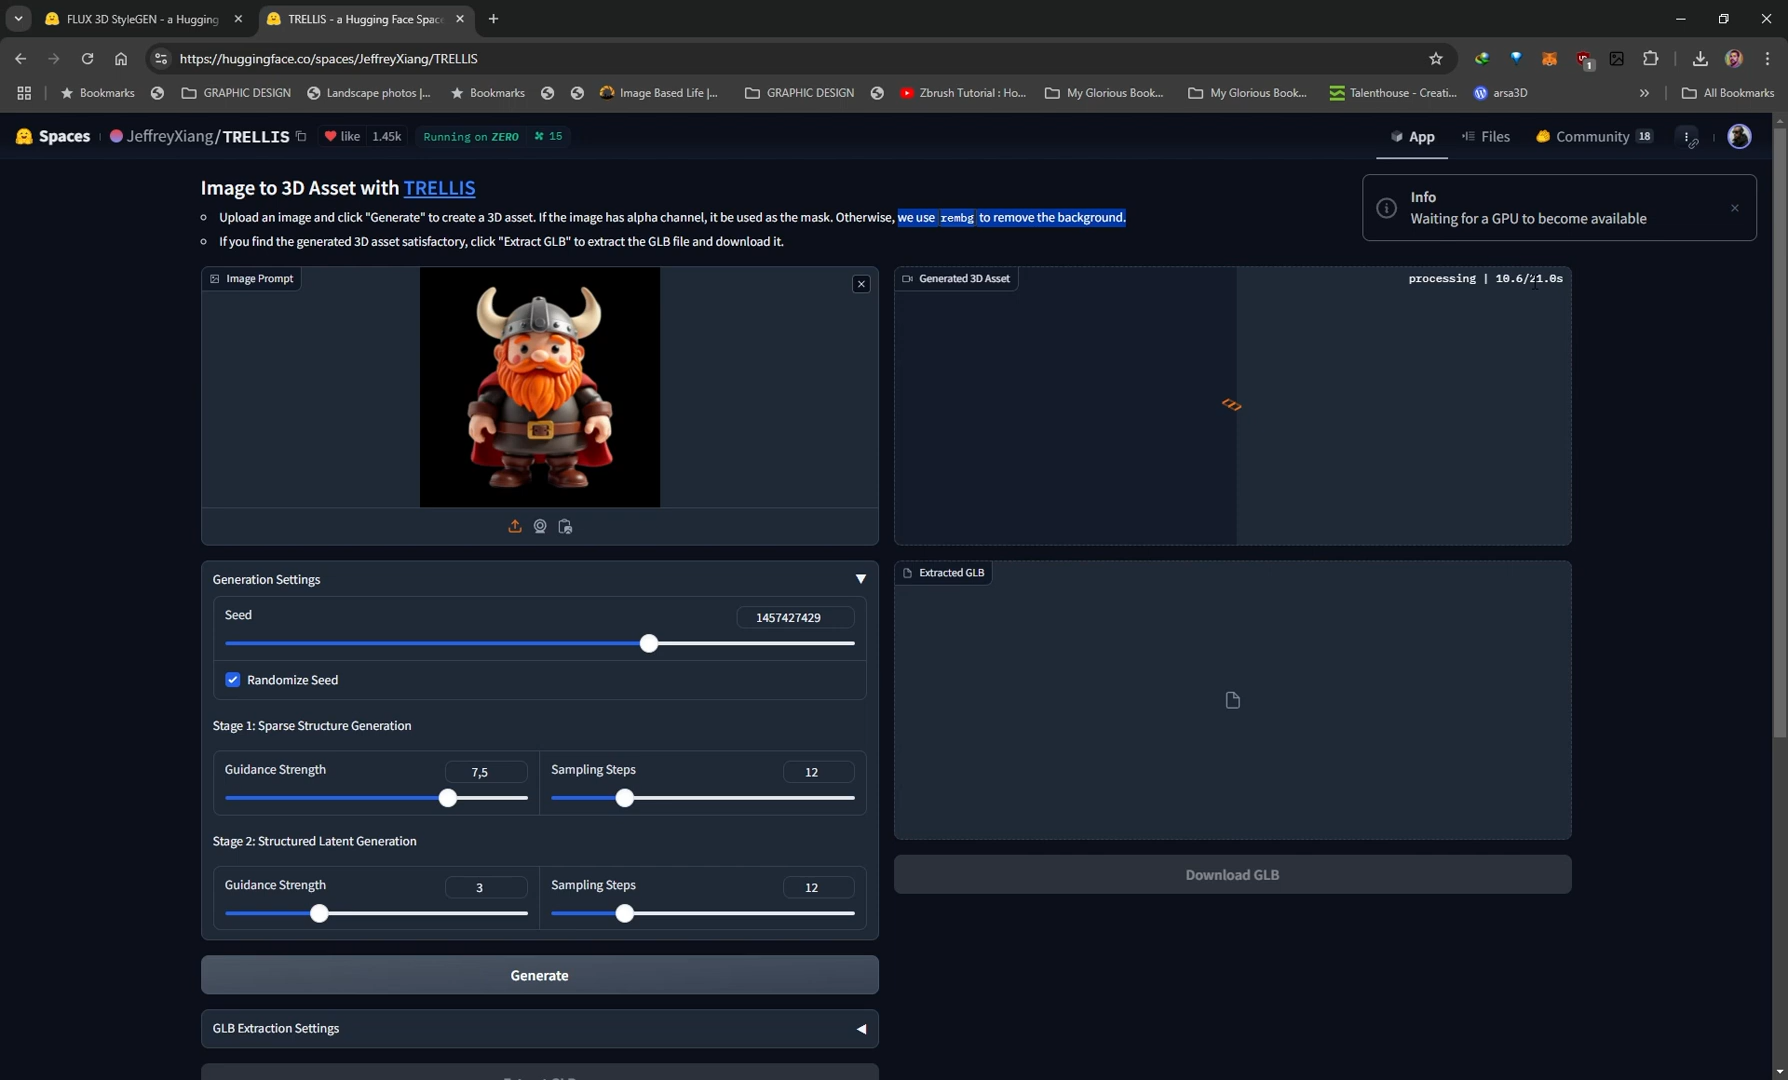 FLUX 3D StyleGEN - a Hugging
TRELLIS - a Hugging Face Space
https://huggingface.co/spaces/JeffreyXiang/TRELLIS
1
Bookmarks
GRAPHIC DESIGN
Landscape photos |...
Bookmarks
Image Based Life |...
GRAPHIC DESIGN
Zbrush Tutorial : Ho...
My Glorious Book...
My Glorious Book...
Talenthouse - Creati...
arsa3D
All Bookmarks
Spaces
JeffreyXiang/TRELLIS
like 1.45k
Running on ZERO 15
App
Files
Community 18
Image to 3D Asset with TRELLIS
Upload an image and click "Generate" to create a 3D asset. If the image has alpha channel, it be used as the mask. Otherwise, we use rembg to remove the background.
If you find the generated 3D asset satisfactory, click "Extract GLB" to extract the GLB file and download it.
Info
Waiting for a GPU to become available
Image Prompt
Generated 3D Asset
processing | 10.6/21.0s
Generation Settings
Extracted GLB
Seed
1457427429
Randomize Seed
Stage 1: Sparse Structure Generation
Guidance Strength 7,5
Sampling Steps 12
Stage 2: Structured Latent Generation
Guidance Strength 3
Sampling Steps 12
Download GLB
Generate
GLB Extraction Settings